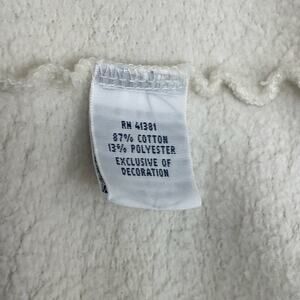 RN 41381
87% COTTON
13% POLYESTER
EXCLUSIVE OF
DECORATION